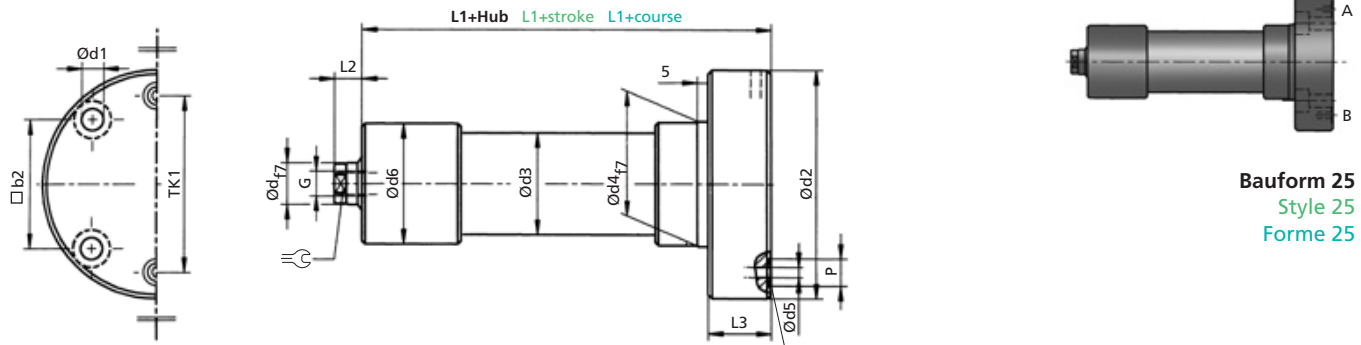 L1+Hub L1+stroke L1+course
Ød1
L2
5
A
B
□ b2
TK1
Ød f7
G
Ød6
Ød3
Ød4 f7
Ød2
P
Ød5
L3
Bauform 25
Style 25
Forme 25